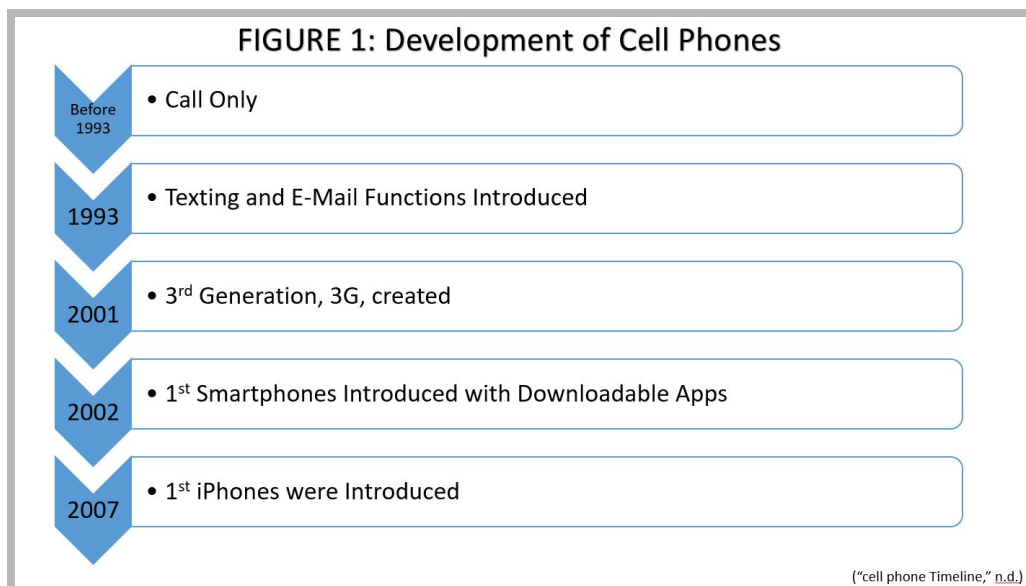 FIGURE 1: Development of Cell Phones
Before
1993
• Call Only
1993
• Texting and E-Mail Functions Introduced
2001
• 3rd Generation, 3G, created
2002
• 1st Smartphones Introduced with Downloadable Apps
2007
• 1st iPhones were Introduced
(“cell phone Timeline,” n.d.)